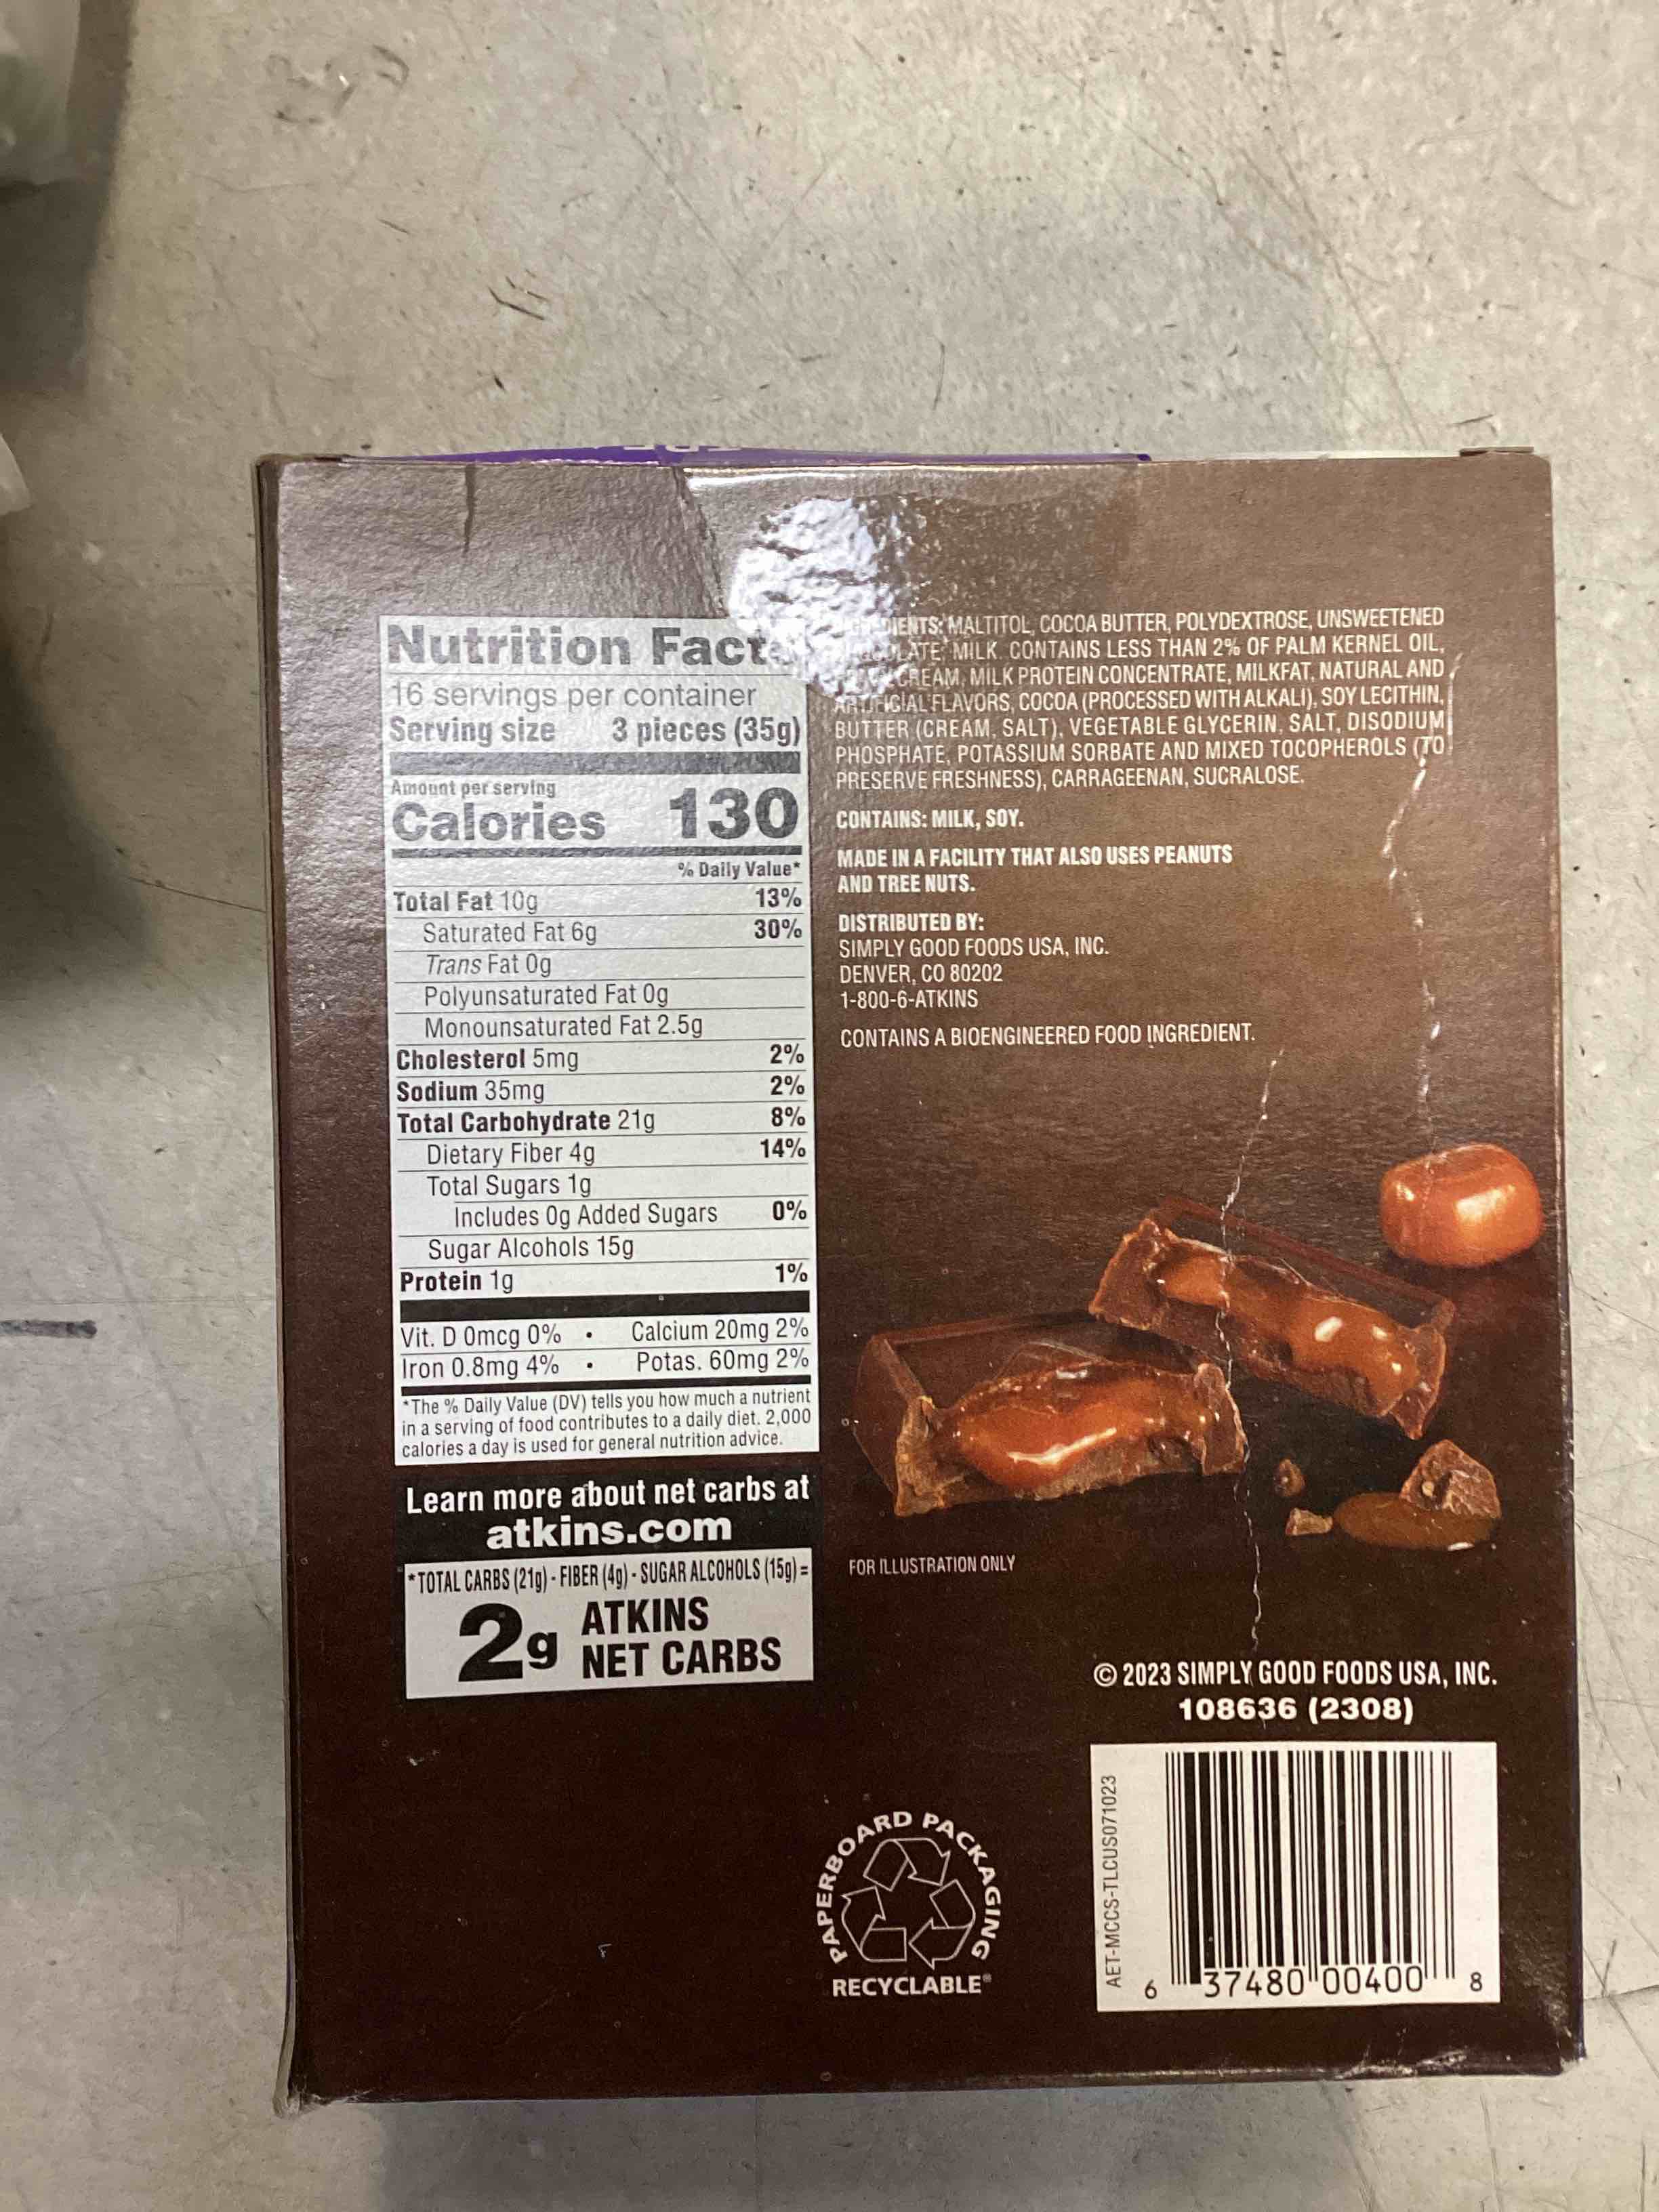 Nutrition Facts
16 servings per container
Serving size 3 pieces (35g)
Amount per serving
Calories 130
% Daily Value*
Total Fat 10g 13%
Saturated Fat 6g 30%
Trans Fat 0g
Polyunsaturated Fat 0g
Monounsaturated Fat 2.5g
Cholesterol 5mg 2%
Sodium 35mg 2%
Total Carbohydrate 21g 8%
Dietary Fiber 4g 14%
Total Sugars 1g
Includes 0g Added Sugars 0%
Sugar Alcohols 15g
Protein 1g 1%
Vit. D 0mcg 0% • Calcium 20mg 2%
Iron 0.8mg 4% • Potas. 60mg 2%
*The % Daily Value (DV) tells you how much a nutrient
in a serving of food contributes to a daily diet. 2,000
calories a day is used for general nutrition advice.
Learn more about net carbs at
atkins.com
*TOTAL CARBS (21g) - FIBER (4g) - SUGAR ALCOHOLS (15g) =
2g ATKINS
NET CARBS
INGREDIENTS: MALTITOL, COCOA BUTTER, POLYDEXTROSE, UNSWEETENED
CHOCOLATE, MILK. CONTAINS LESS THAN 2% OF PALM KERNEL OIL,
CREAM, MILK PROTEIN CONCENTRATE, MILKFAT, NATURAL AND
ARTIFICIAL FLAVORS, COCOA (PROCESSED WITH ALKALI), SOY LECITHIN,
BUTTER (CREAM, SALT), VEGETABLE GLYCERIN, SALT, DISODIUM
PHOSPHATE, POTASSIUM SORBATE AND MIXED TOCOPHEROLS (TO
PRESERVE FRESHNESS), CARRAGEENAN, SUCRALOSE.
CONTAINS: MILK, SOY.
MADE IN A FACILITY THAT ALSO USES PEANUTS
AND TREE NUTS.
DISTRIBUTED BY:
SIMPLY GOOD FOODS USA, INC.
DENVER, CO 80202
1-800-6-ATKINS
CONTAINS A BIOENGINEERED FOOD INGREDIENT.
FOR ILLUSTRATION ONLY
© 2023 SIMPLY GOOD FOODS USA, INC.
108636 (2308)
PAPERBOARD PACKAGING
RECYCLABLE®
AET-MCCS-TLCUS071023
6 37480 00400 8